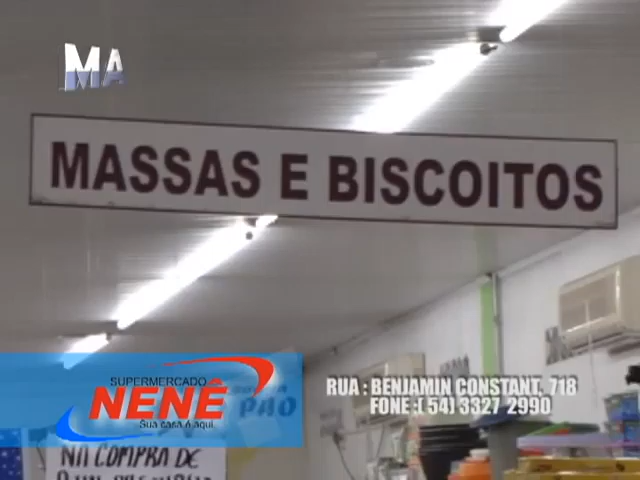 MA
MASSAS E BISCOITOS
SUPERMERCADO
NENÊ
Sua casa é aqui.
RUA : BENJAMIN CONSTANT, 718
FONE :( 54) 3327 2990
PÃO
NA COMPRA DE